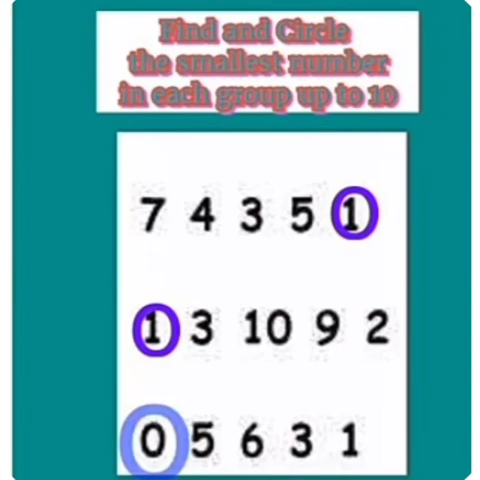 Find and Circle
the smallest number
in each group up to 10
7 4 3 5 1
1 3 10 9 2
0 5 6 3 1